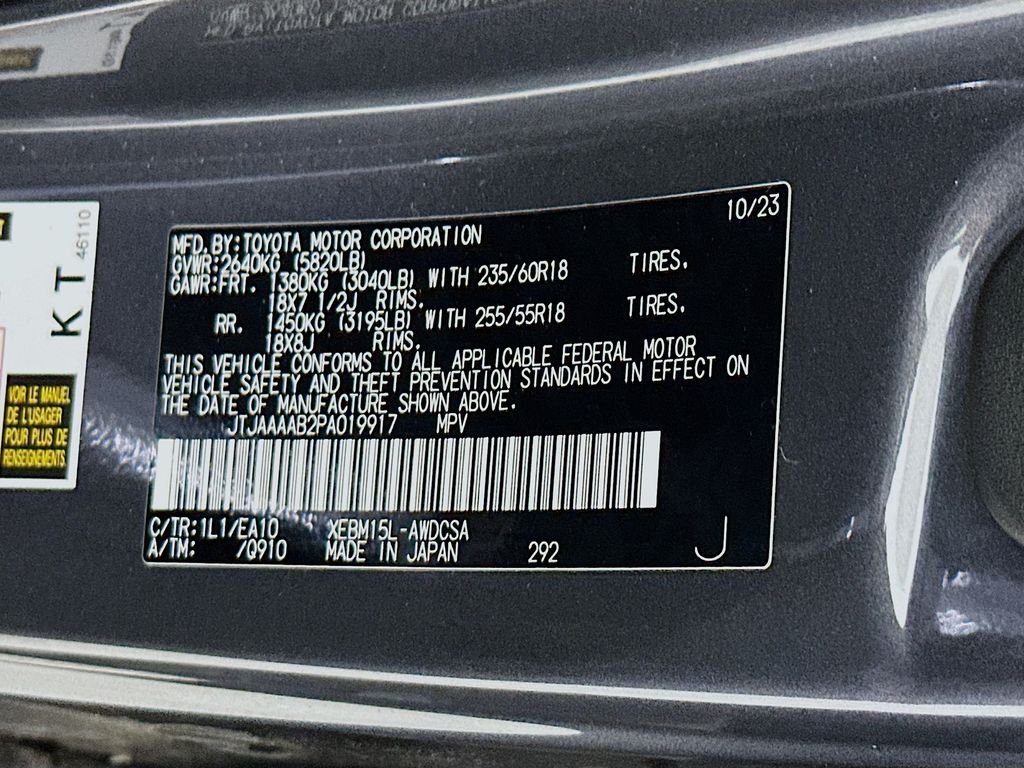 10/23
MFD.BY:TOYOTA MOTOR CORPORATION
GVWR:2640KG (5820LB)
GAWR:FRT. 1380KG (3040LB) WITH 235/60R18 TIRES.
18X7 1/2J RIMS.
RR. 1450KG (3195LB) WITH 255/55R18 TIRES.
18X8J RIMS.
THIS VEHICLE CONFORMS TO ALL APPLICABLE FEDERAL MOTOR
VEHICLE SAFETY AND THEFT PREVENTION STANDARDS IN EFFECT ON
THE DATE OF MANUFACTURE SHOWN ABOVE.
JTJAAAAB2PA019917 MPV
C/TR:1L1/EA10 XEBM15L-AWDCSA
A/TM: /Q910 MADE IN JAPAN 292 J
KT
46110
VOIR LE MANUEL
DE L'USAGER
POUR PLUS DE
RENSEIGNEMENTS.